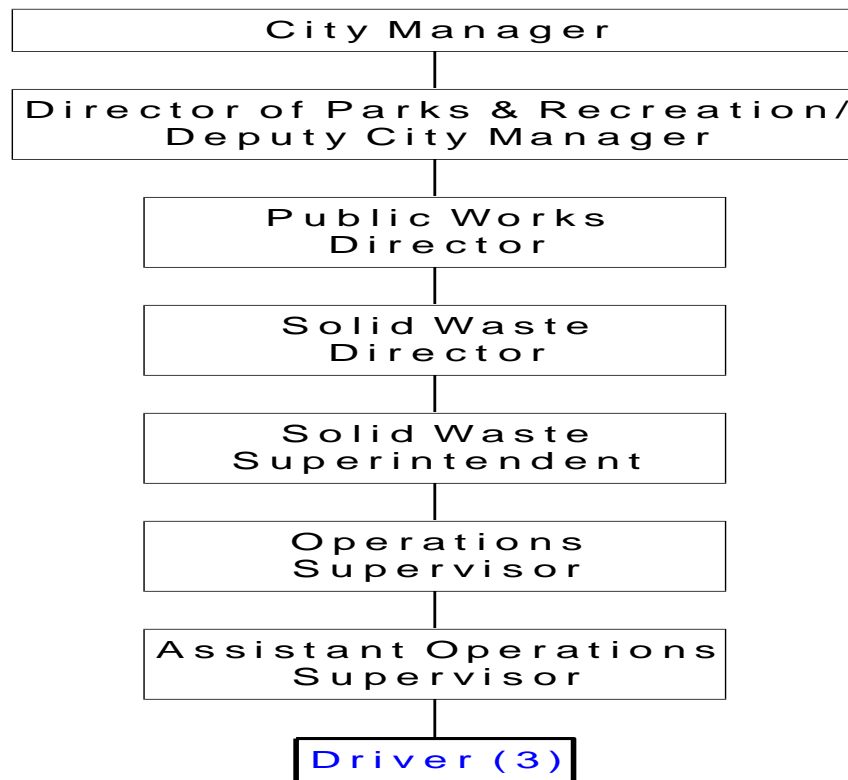 City Manager
Director of Parks & Recreation/
Deputy City Manager
Public Works
Director
Solid Waste
Director
Solid Waste
Superintendent
Operations
Supervisor
Assistant Operations
Supervisor
Driver (3)